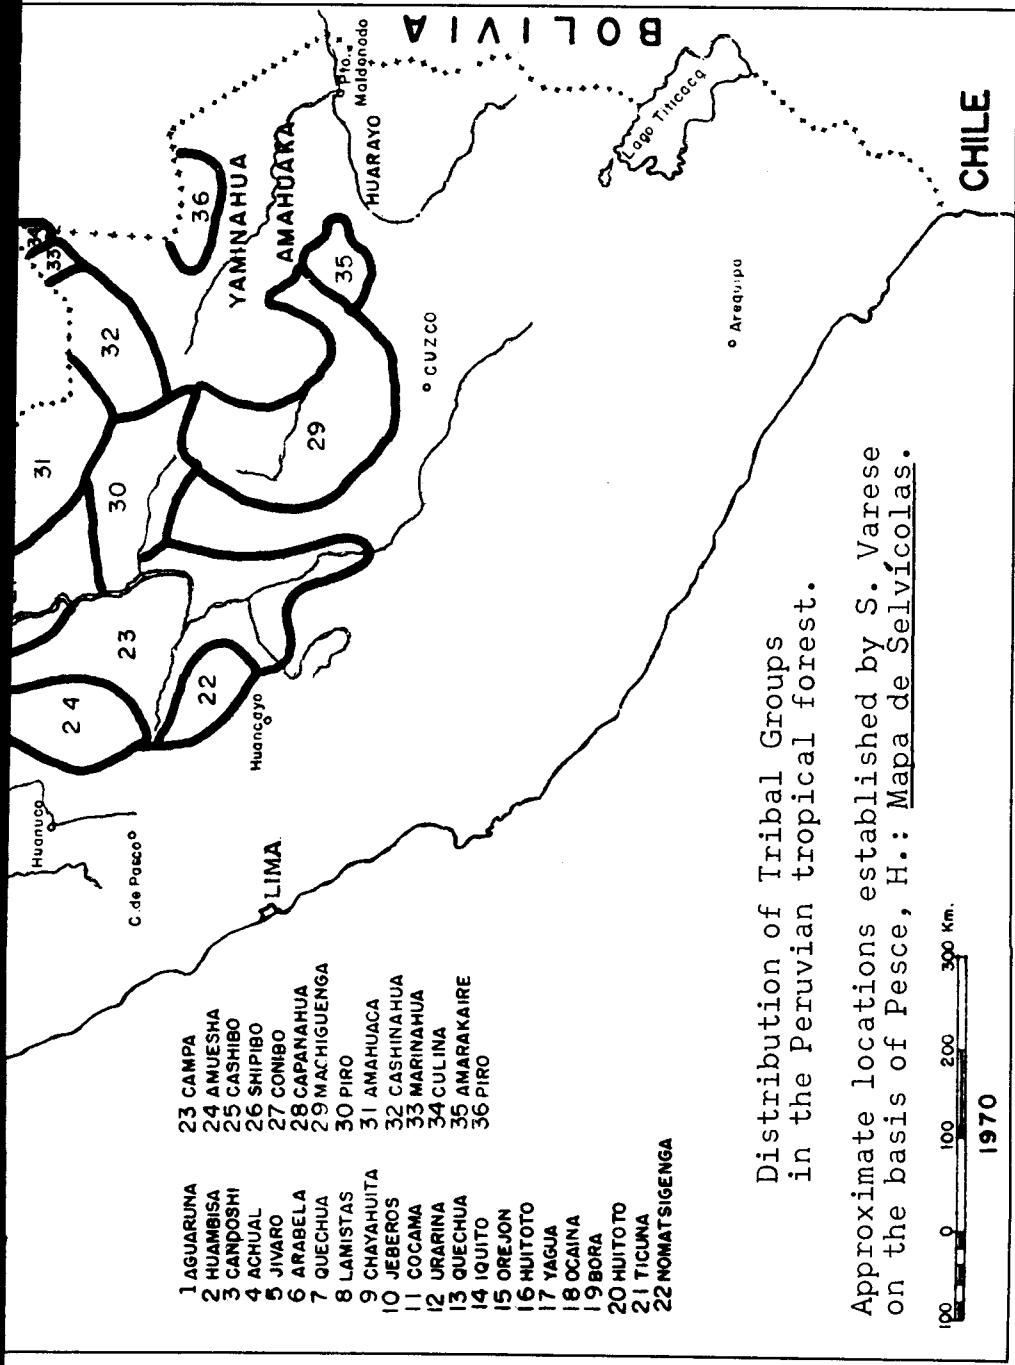 BOLIVIA
Pto.
Maldonado
HUARAYO
Lago Titicaca
CHILE
YAMINAHUA
AMAHUAKA
36
34
33
32
31
35
30
29
CUZCO
Arequipa
23
24
22
Huancayo
Huanuco
C. de Pasco
LIMA
1 AGUARUNA
2 HUAMBISA
3 CANDOSHI
4 ACHUAL
5 JIVARO
6 ARABELA
7 QUECHUA
8 LAMISTAS
9 CHAYAHUITA
10 JEBEROS
11 COCAMA
12 URARINA
13 QUECHUA
14 IQUITO
15 OREJON
16 HUITOTO
17 YAGUA
18 OCAINA
19 BORA
20 HUITOTO
21 TICUNA
22 NOMATSIGENGA
23 CAMPA
24 AMUESHA
25 CASHIBO
26 SHIPIBO
27 CONIBO
28 CAPANAHUA
29 MACHIGUENGA
30 PIRO
31 AMAHUACA
32 CASHINAHUA
33 MARINAHUA
34 CULINA
35 AMARAKAIRE
36 PIRO
Distribution of Tribal Groups
in the Peruvian tropical forest.
Approximate locations established by S. Varese
on the basis of Pesce, H.: Mapa de Selvícolas.
100 0 100 200 300 Km.
1970